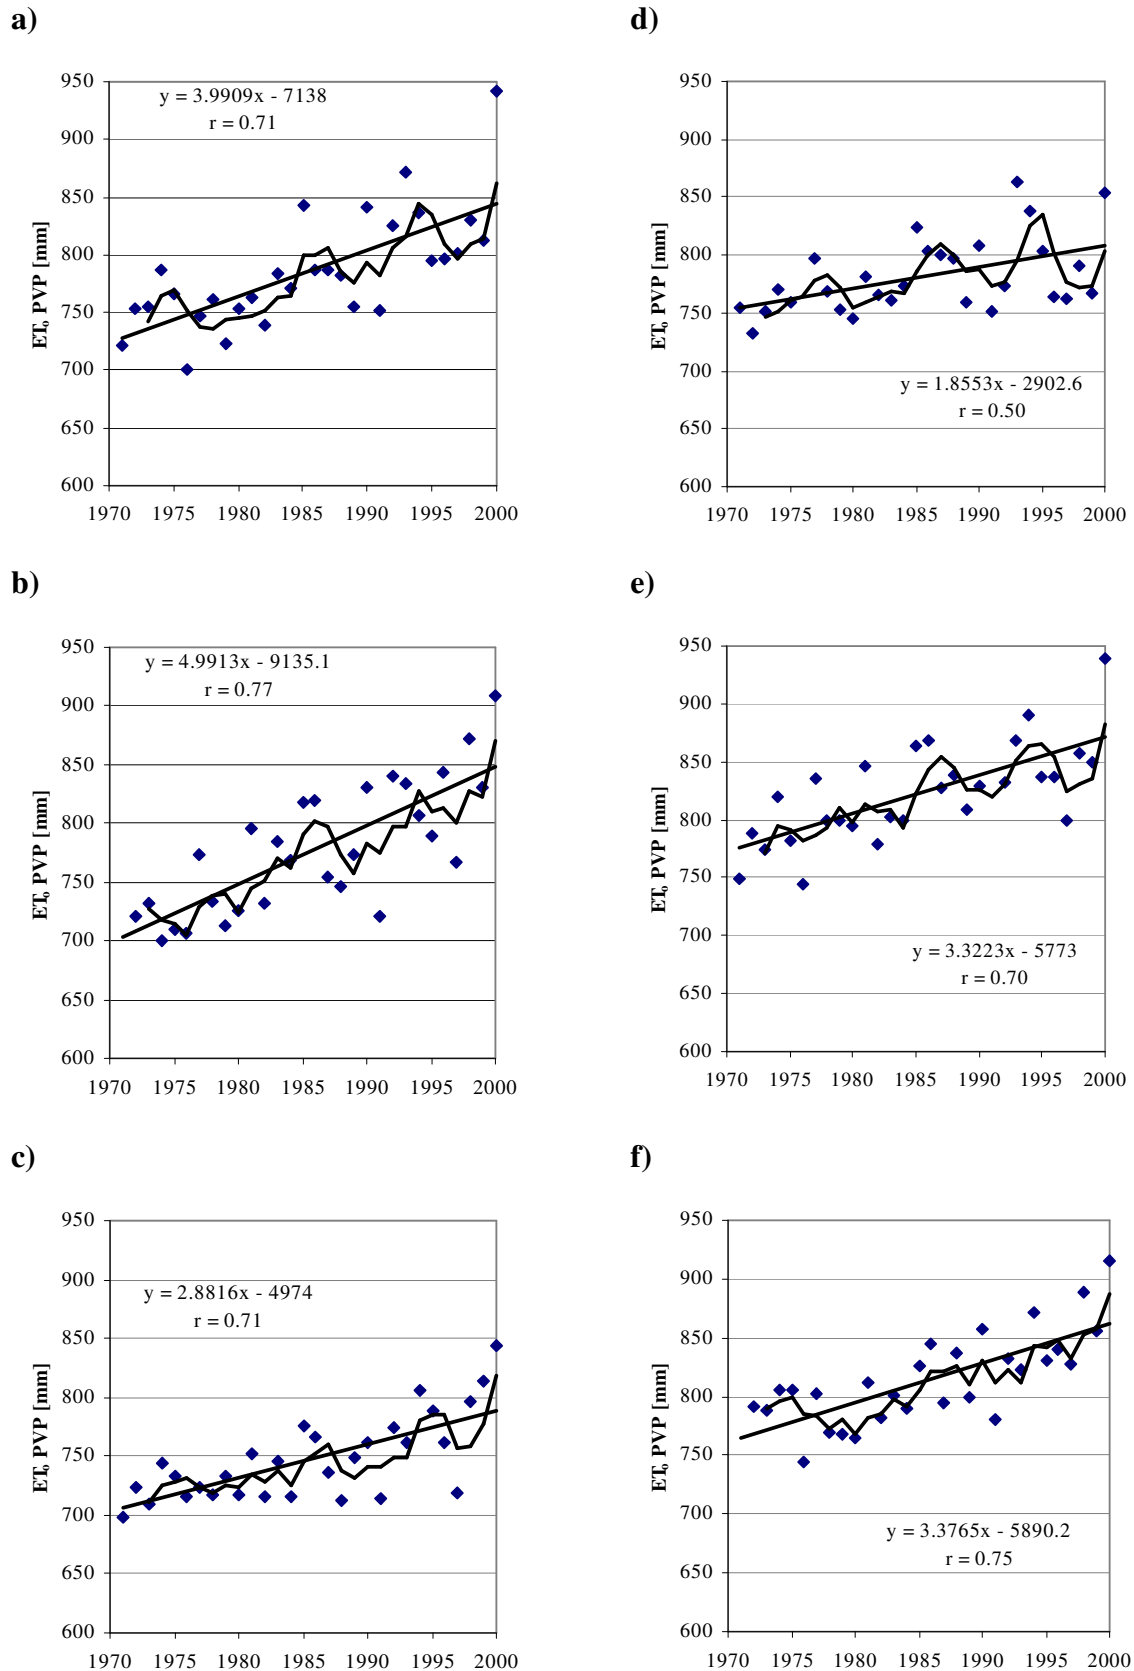 a)
950
900
850
800
750
700
650
600
ETo, PVP [mm]
y = 3.9909x - 7138
r = 0.71
1970 1975 1980 1985 1990 1995 2000
d)
950
900
850
800
750
700
650
600
ETo, PVP [mm]
y = 1.8553x - 2902.6
r = 0.50
1970 1975 1980 1985 1990 1995 2000
b)
950
900
850
800
750
700
650
600
ETo, PVP [mm]
y = 4.9913x - 9135.1
r = 0.77
1970 1975 1980 1985 1990 1995 2000
e)
950
900
850
800
750
700
650
600
ETo, PVP [mm]
y = 3.3223x - 5773
r = 0.70
1970 1975 1980 1985 1990 1995 2000
c)
950
900
850
800
750
700
650
600
ETo, PVP [mm]
y = 2.8816x - 4974
r = 0.71
1970 1975 1980 1985 1990 1995 2000
f)
950
900
850
800
750
700
650
600
ETo, PVP [mm]
y = 3.3765x - 5890.2
r = 0.75
1970 1975 1980 1985 1990 1995 2000